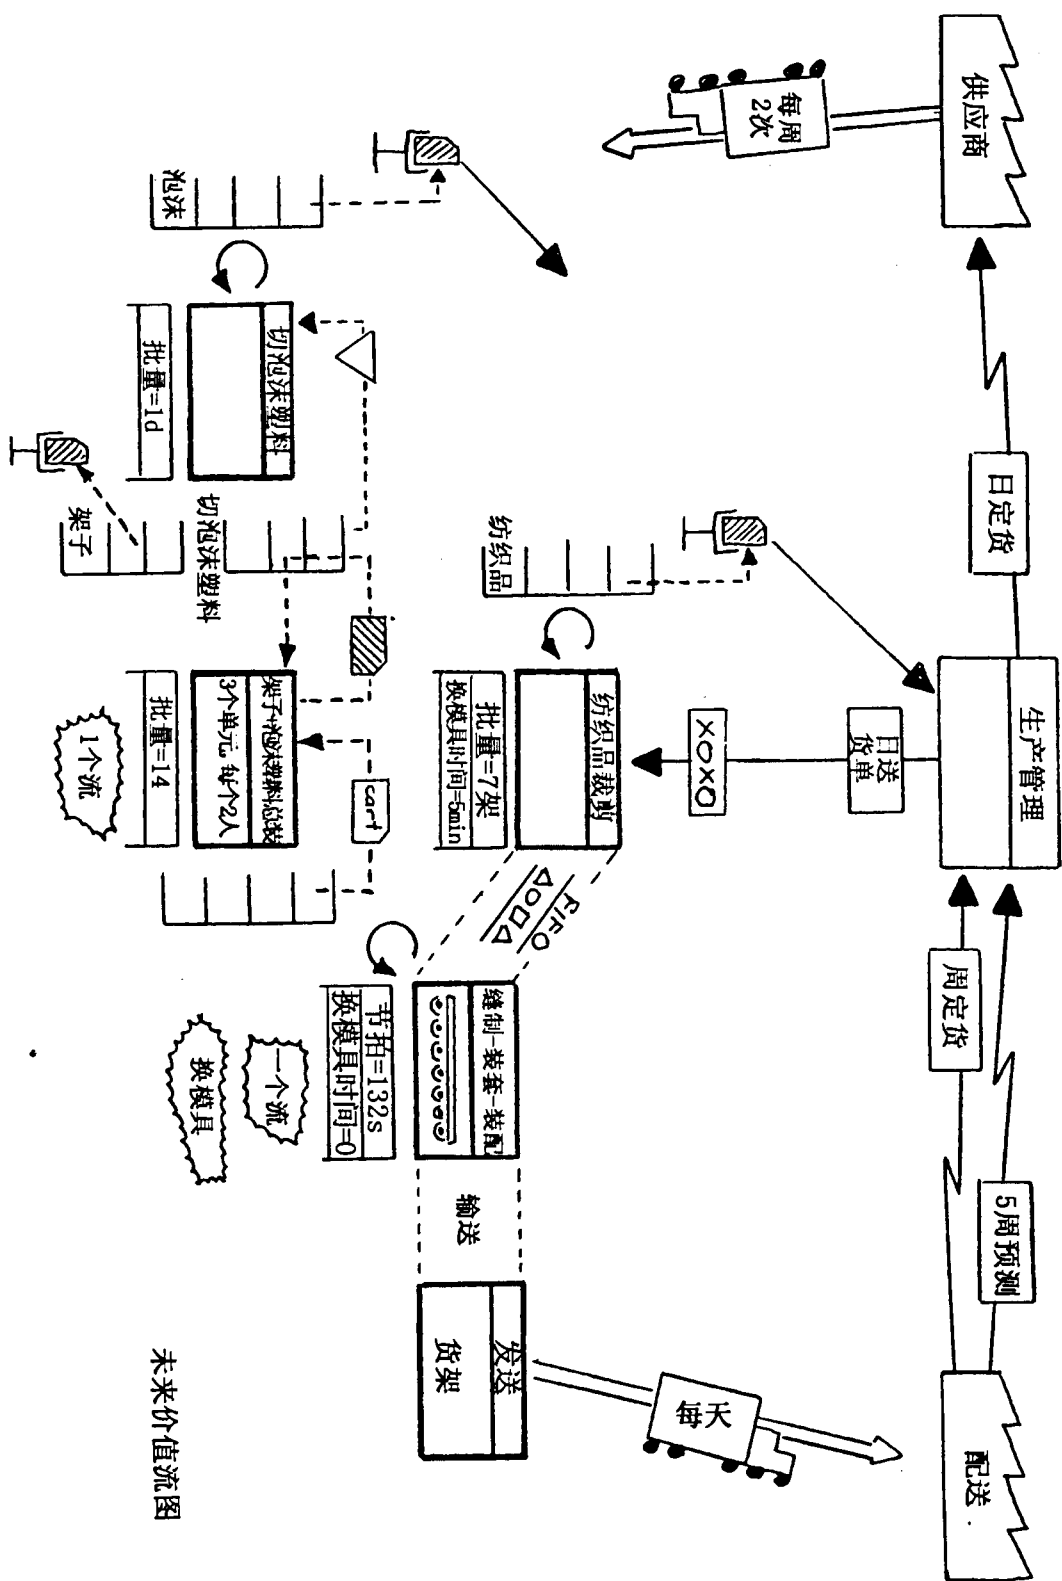 供应商
日定货
生产管理
周定货
5周预测
配送
每周
2次
日送
货单
XOXO
每天
纺织品
纺织品裁剪
批量=7架
换模具时间=5min
FIFO
缝制-装套-装配
节拍=132s
换模具时间=0
一个流
换模具
输送
发送
货架
泡沫
切泡沫塑料
批量=1d
切泡沫塑料
架子
架子+泡沫塑料总装
3个单元 每个2人
批量=14
1个流
cart
未来价值流图